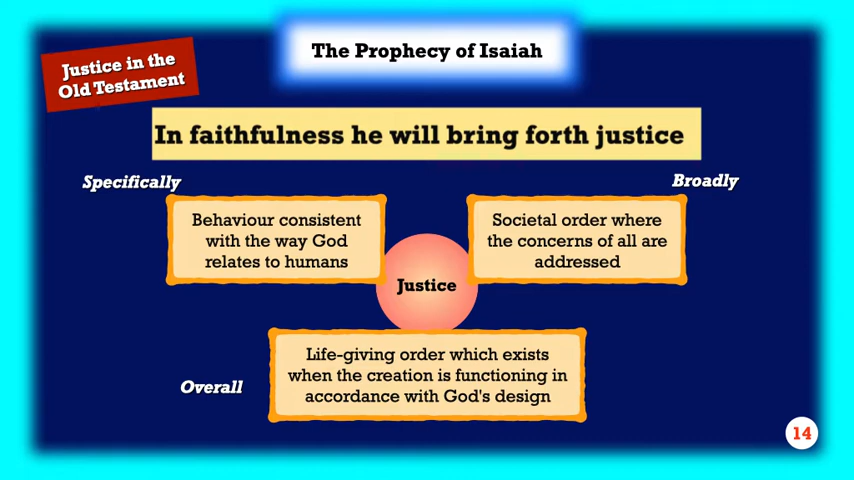 The Prophecy of Isaiah
Justice in the
Old Testament
In faithfulness he will bring forth justice
Specifically
Broadly
Behaviour consistent
with the way God
relates to humans
Societal order where
the concerns of all are
addressed
Justice
Life-giving order which exists
when the creation is functioning in
accordance with God's design
Overall
14